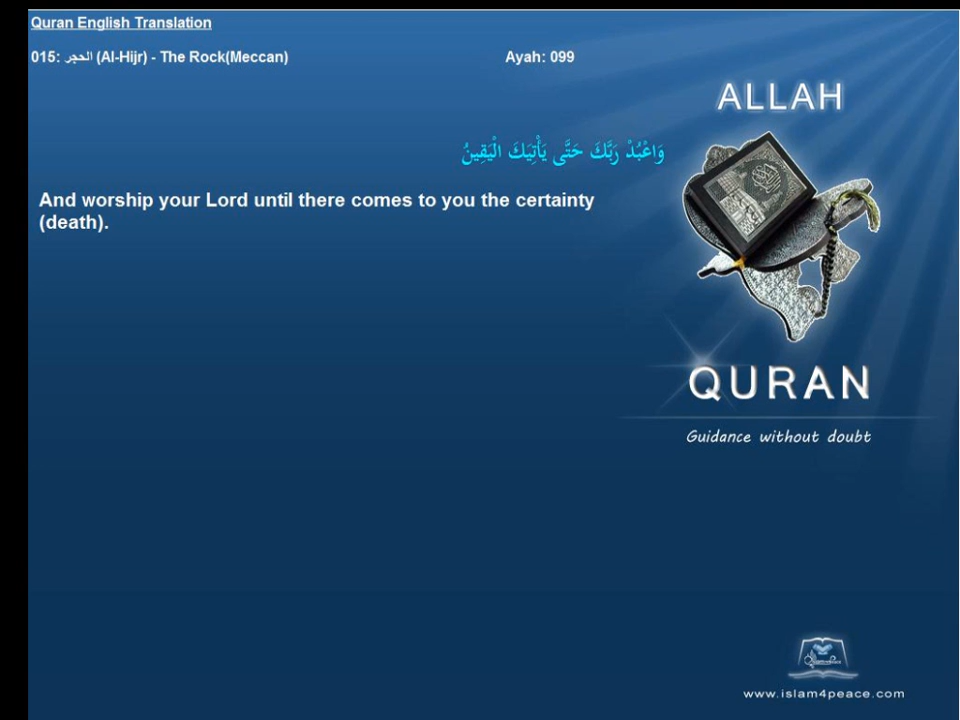 Quran English Translation
015: الحجر (Al-Hijr) - The Rock(Meccan) Ayah: 099
ALLAH
وَاعْبُدْ رَبَّكَ حَتَّى يَأْتِيَكَ الْيَقِينُ
And worship your Lord until there comes to you the certainty
(death).
QURAN
Guidance without doubt
www.islam4peace.com